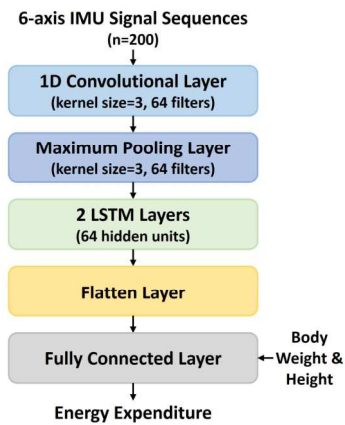 6-axis IMU Signal Sequences
(n=200)
1D Convolutional Layer
(kernel size=3, 64 filters)
Maximum Pooling Layer
(kernel size=3, 64 filters)
2 LSTM Layers
(64 hidden units)
Flatten Layer
Fully Connected Layer
Body
Weight &
Height
Energy Expenditure